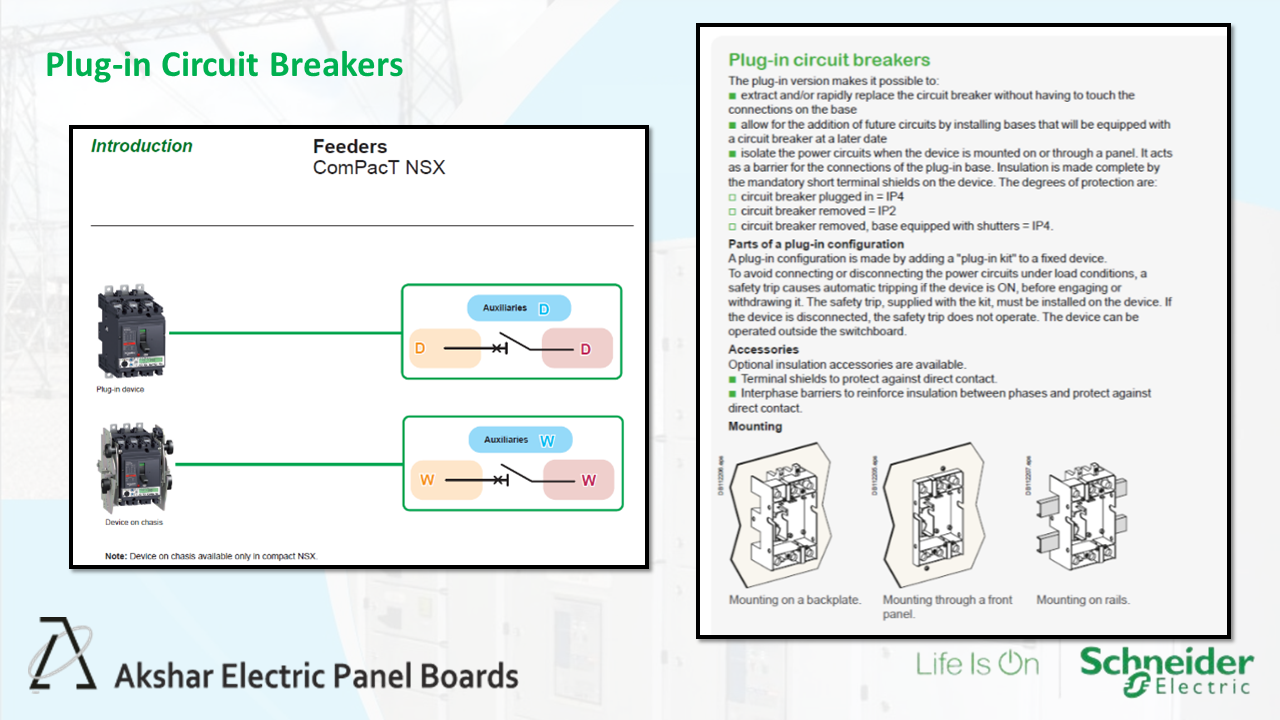 Plug-in Circuit Breakers
Introduction
Feeders
ComPacT NSX
Auxiliaries D
D
D
Plug-in device
Auxiliaries W
W
W
Device on chasis
Note: Device on chasis available only in compact NSX.
Plug-in circuit breakers
The plug-in version makes it possible to:
■ extract and/or rapidly replace the circuit breaker without having to touch the
connections on the base
■ allow for the addition of future circuits by installing bases that will be equipped with
a circuit breaker at a later date
■ isolate the power circuits when the device is mounted on or through a panel. It acts
as a barrier for the connections of the plug-in base. Insulation is made complete by
the mandatory short terminal shields on the device. The degrees of protection are:
□ circuit breaker plugged in = IP4
□ circuit breaker removed = IP2
□ circuit breaker removed, base equipped with shutters = IP4.
Parts of a plug-in configuration
A plug-in configuration is made by adding a "plug-in kit" to a fixed device.
To avoid connecting or disconnecting the power circuits under load conditions, a
safety trip causes automatic tripping if the device is ON, before engaging or
withdrawing it. The safety trip, supplied with the kit, must be installed on the device. If
the device is disconnected, the safety trip does not operate. The device can be
operated outside the switchboard.
Accessories
Optional insulation accessories are available.
■ Terminal shields to protect against direct contact.
■ Interphase barriers to reinforce insulation between phases and protect against
direct contact.
Mounting
Mounting on a backplate.
Mounting through a front
panel.
Mounting on rails.
Akshar Electric Panel Boards
Life Is On
Schneider
Electric